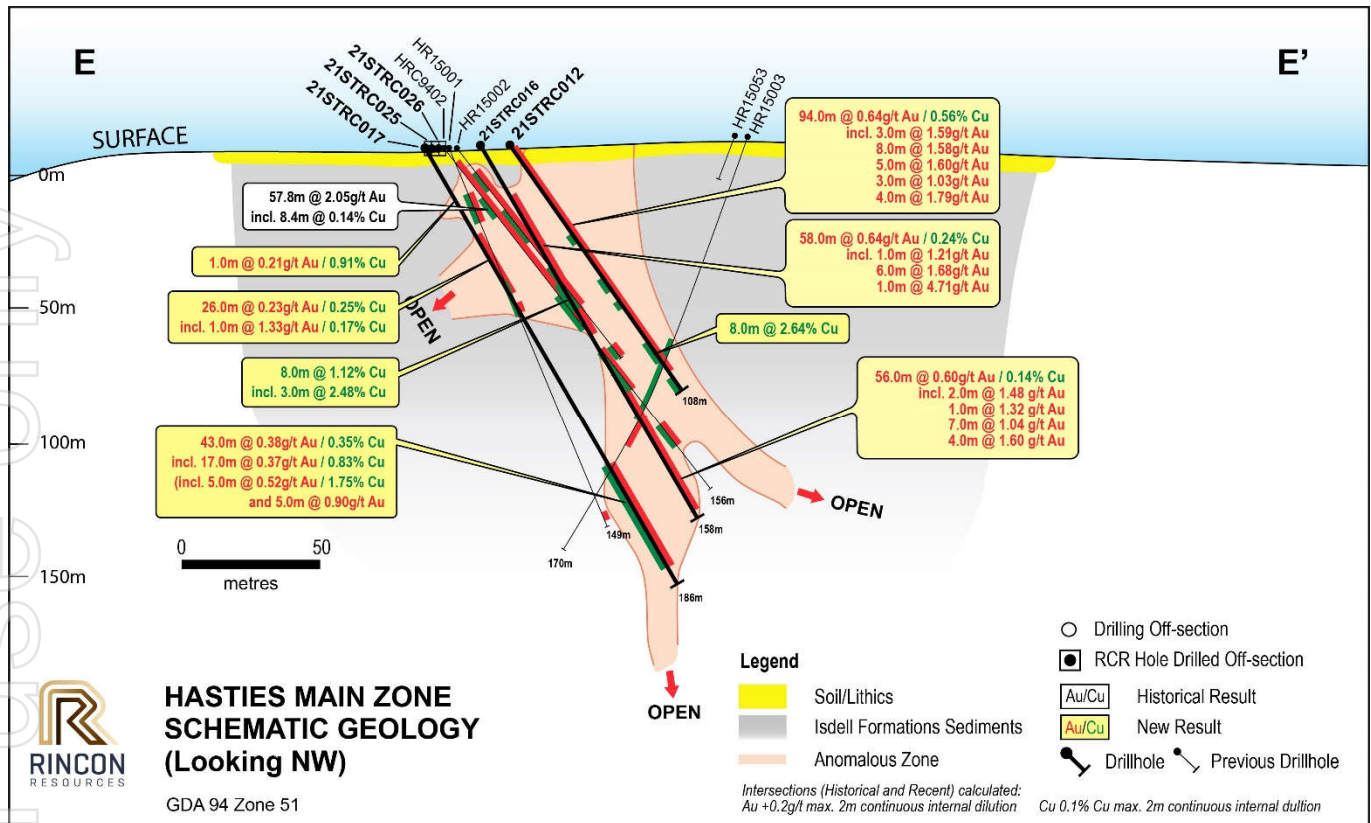 E
E'
21STRC017
21STRC025
21STRC026
HRC9402
HR15001
HR15002
21STRC016
21STRC012
HR15053
HR15003
SURFACE
0m
50m
100m
150m
57.8m @ 2.05g/t Au
incl. 8.4m @ 0.14% Cu
1.0m @ 0.21g/t Au / 0.91% Cu
26.0m @ 0.23g/t Au / 0.25% Cu
incl. 1.0m @ 1.33g/t Au / 0.17% Cu
8.0m @ 1.12% Cu
incl. 3.0m @ 2.48% Cu
43.0m @ 0.38g/t Au / 0.35% Cu
incl 17.0m @ 0.37g/t Au / 0.83% Cu
(incl. 5.0m @ 0.52g/t Au / 1.75% Cu
and 5.0m @ 0.90g/t Au
94.0m @ 0.64g/t Au / 0.56% Cu
incl. 3.0m @ 1.59g/t Au
8.0m @ 1.58g/t Au
5.0m @ 1.60g/t Au
3.0m @ 1.03g/t Au
4.0m @ 1.79g/t Au
58.0m @ 0.64g/t Au / 0.24% Cu
incl. 1.0m @ 1.21g/t Au
6.0m @ 1.68g/t Au
1.0m @ 4.71g/t Au
8.0m @ 2.64% Cu
56.0m @ 0.60g/t Au / 0.14% Cu
incl. 2.0m @ 1.48 g/t Au
1.0m @ 1.32 g/t Au
7.0m @ 1.04 g/t Au
4.0m @ 1.60 g/t Au
OPEN
OPEN
OPEN
108m
156m
158m
149m
170m
186m
0 50
metres
RINCON
RESOURCES
HASTIES MAIN ZONE
SCHEMATIC GEOLOGY
(Looking NW)
GDA 94 Zone 51
Legend
Soil/Lithics
Isdell Formations Sediments
Anomalous Zone
Drilling Off-section
RCR Hole Drilled Off-section
Au/Cu Historical Result
Au/Cu New Result
Drillhole Previous Drillhole
Intersections (Historical and Recent) calculated:
Au +0.2g/t max. 2m continuous internal dilution Cu 0.1% Cu max. 2m continuous internal dultion